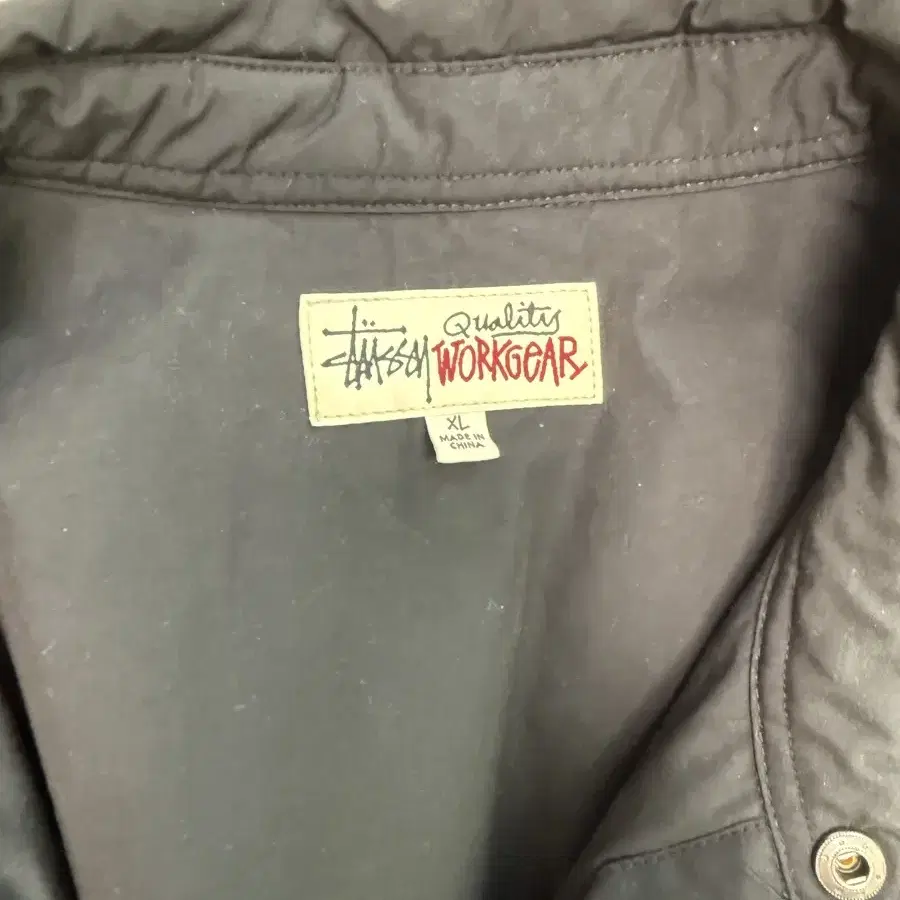 Stüssy Quality
WORKGEAR
XL
MADE IN
CHINA